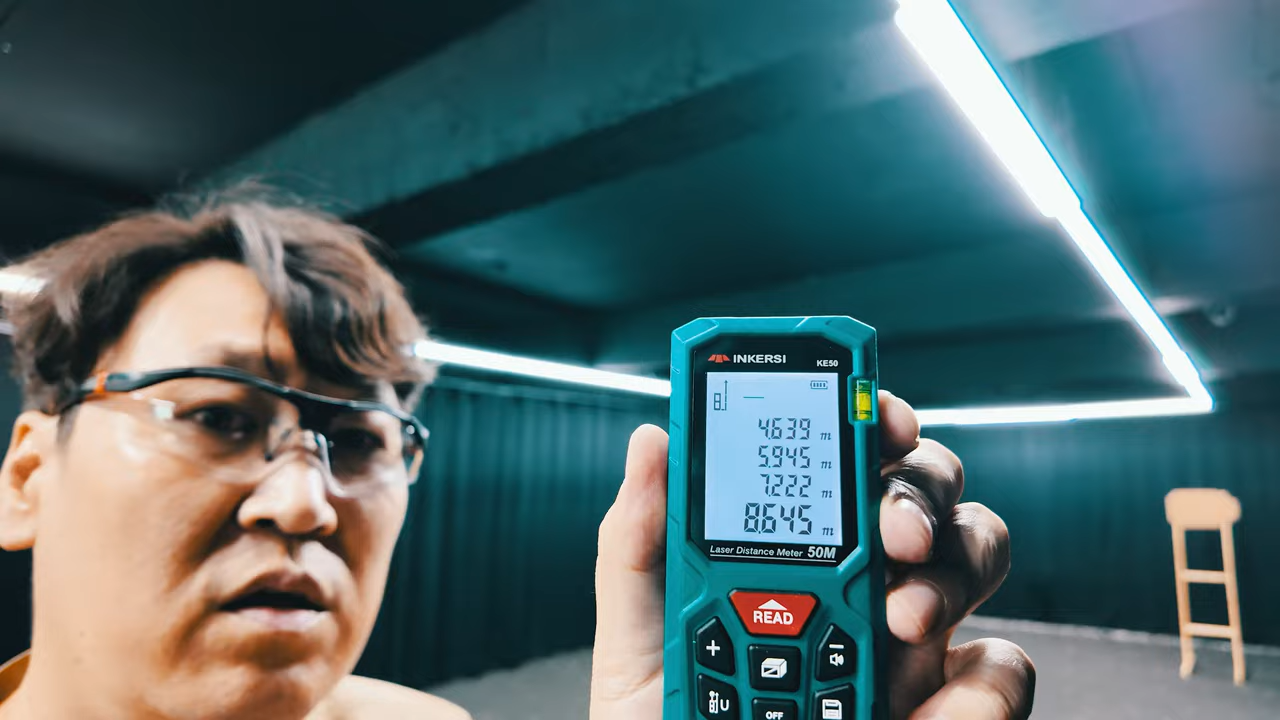 INKERSI KE50
4.639 m
5.945 m
7.222 m
8.645 m
Laser Distance Meter 50M
READ
+
U
OFF